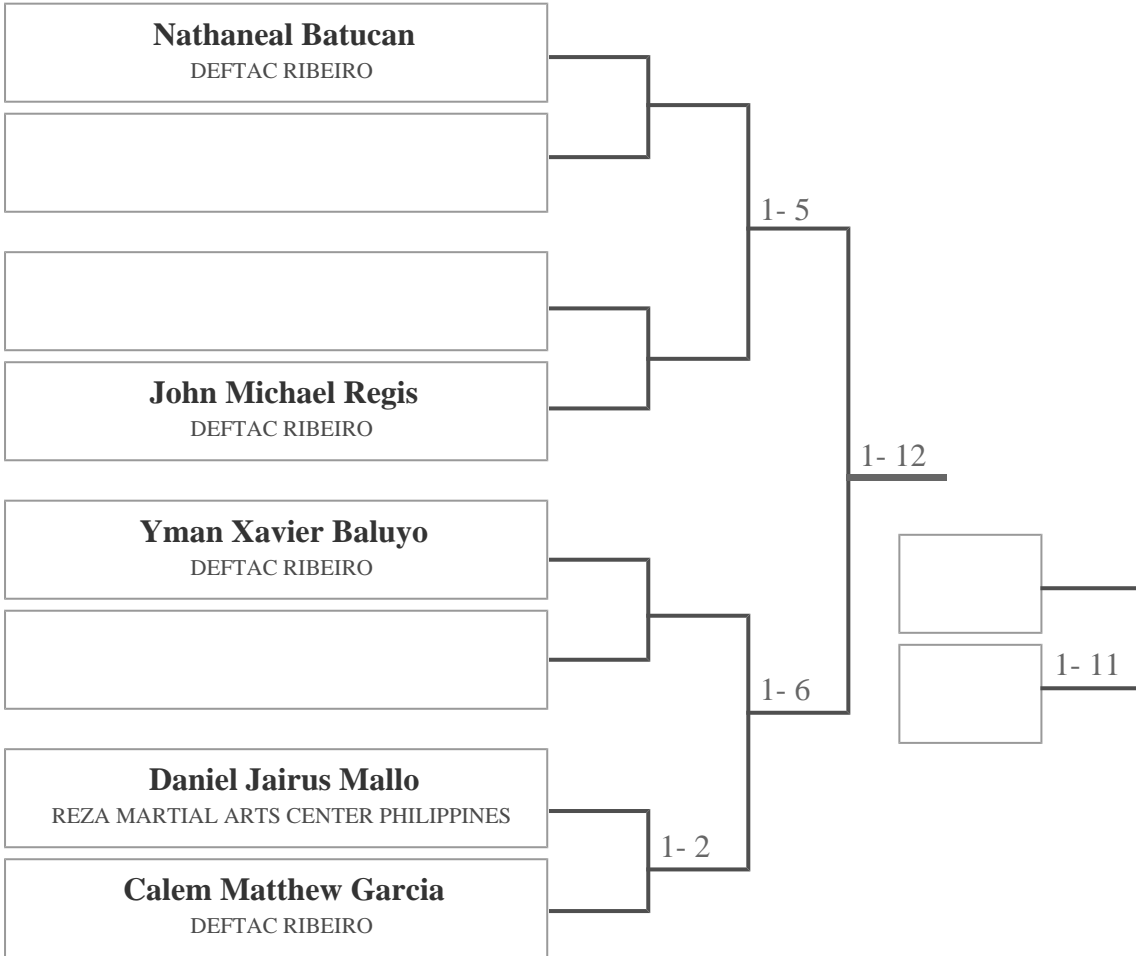 Nathaneal Batucan
DEFTAC RIBEIRO
1- 5
John Michael Regis
DEFTAC RIBEIRO
1- 12
Yman Xavier Baluyo
DEFTAC RIBEIRO
1- 11
1- 6
Daniel Jairus Mallo
REZA MARTIAL ARTS CENTER PHILIPPINES
1- 2
Calem Matthew Garcia
DEFTAC RIBEIRO